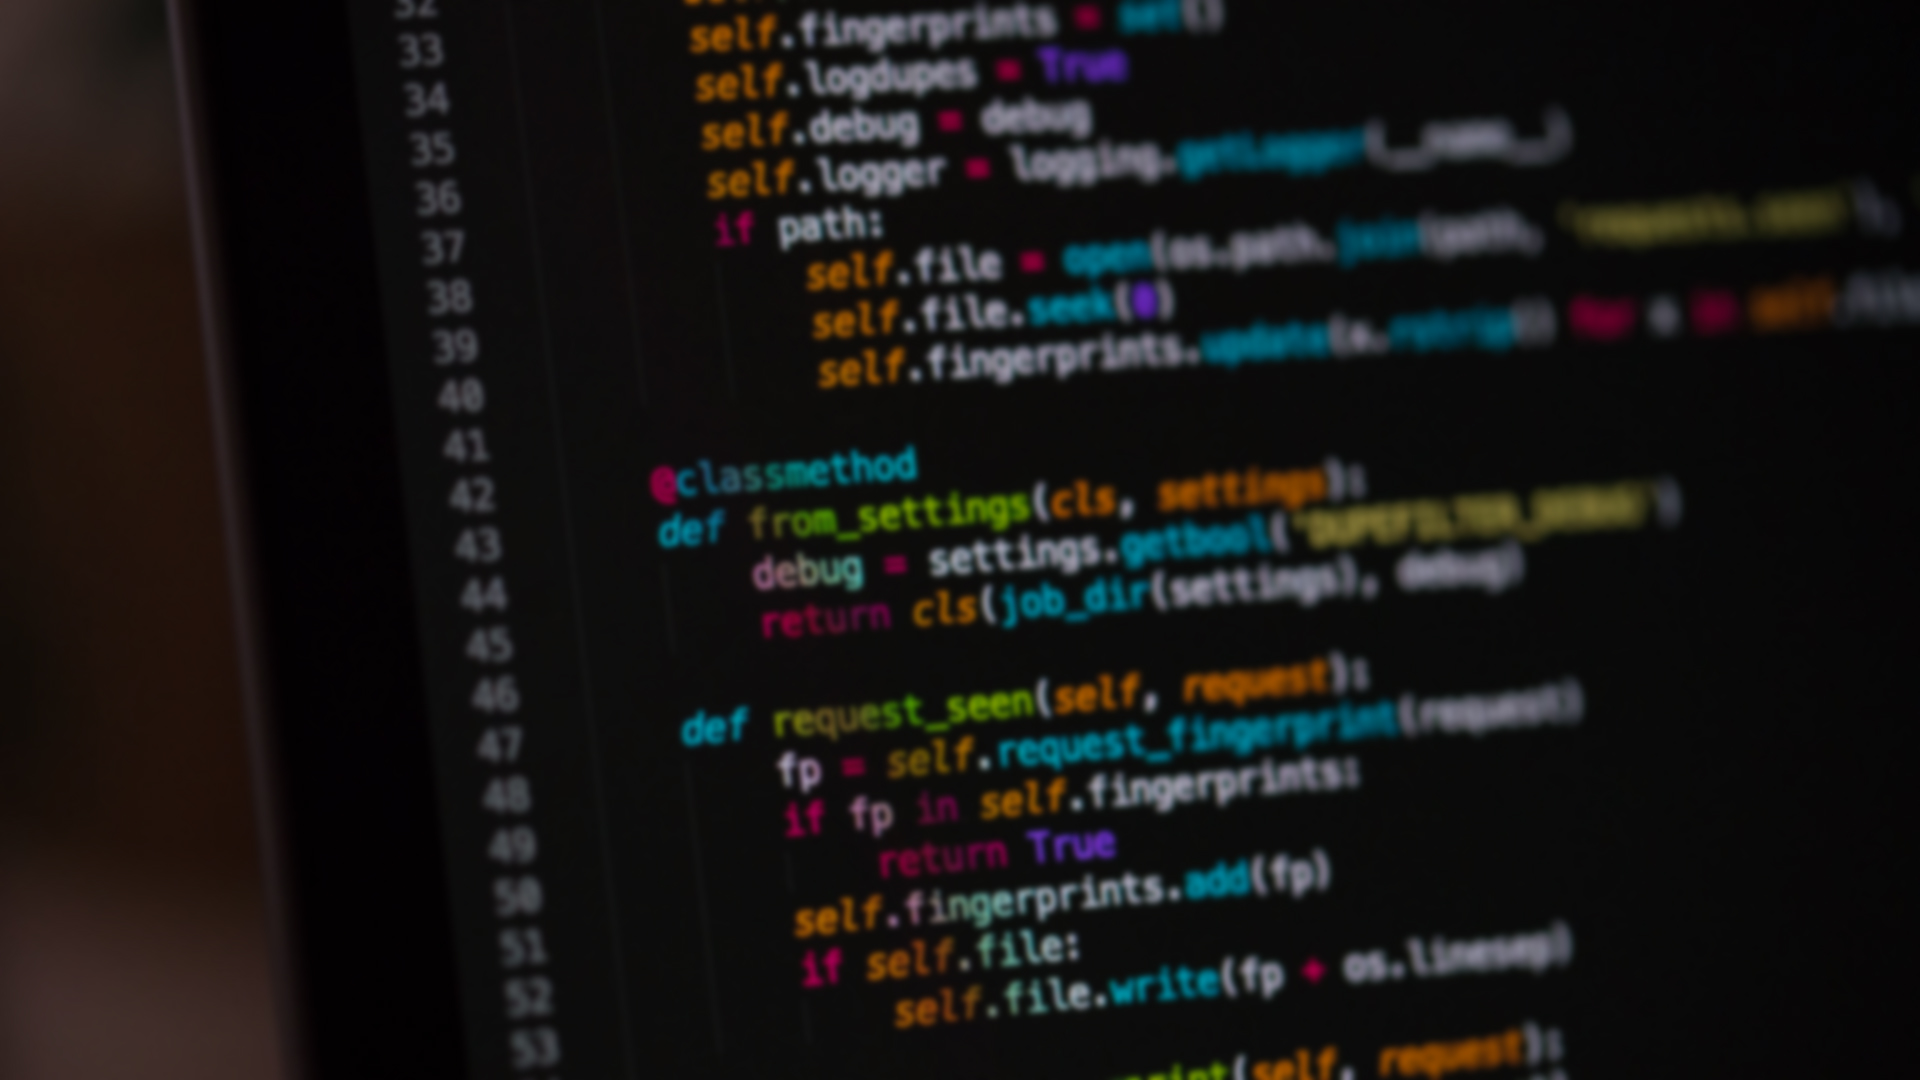 32
33 self.fingerprints = set()
34 self.logdupes = True
35 self.debug = debug
36 self.logger = logging.getLogger(__name__)
37 if path:
38 self.file = open(os.path.join(path, 'requests.seen'),
39 self.file.seek(0)
40 self.fingerprints.update(x.rstrip() for x in self.file
41
42 @classmethod
43 def from_settings(cls, settings):
44 debug = settings.getbool('DUPEFILTER_DEBUG')
45 return cls(job_dir(settings), debug)
46
47 def request_seen(self, request):
48 fp = self.request_fingerprint(request)
49 if fp in self.fingerprints:
50 return True
51 self.fingerprints.add(fp)
52 if self.file:
53 self.file.write(fp + os.linesep)
(self, request):